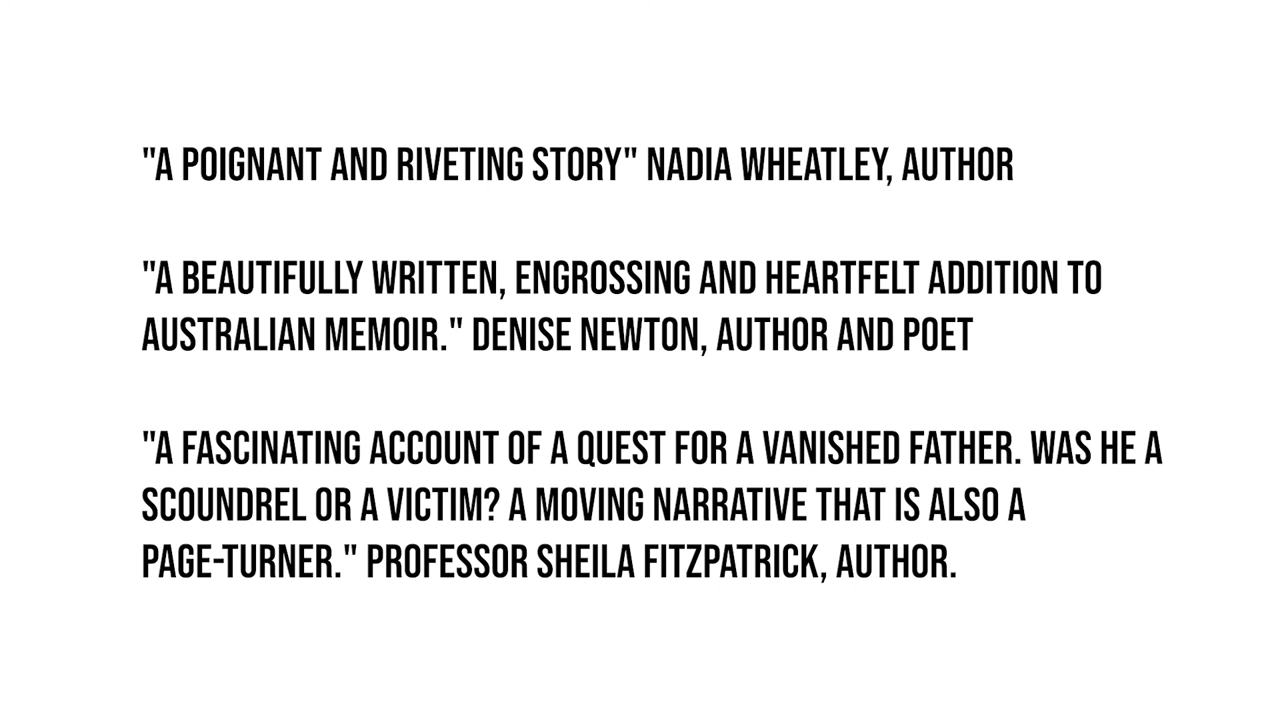 "A POIGNANT AND RIVETING STORY" NADIA WHEATLEY, AUTHOR
"A BEAUTIFULLY WRITTEN, ENGROSSING AND HEARTFELT ADDITION TO
AUSTRALIAN MEMOIR." DENISE NEWTON, AUTHOR AND POET
"A FASCINATING ACCOUNT OF A QUEST FOR A VANISHED FATHER. WAS HE A
SCOUNDREL OR A VICTIM? A MOVING NARRATIVE THAT IS ALSO A
PAGE-TURNER." PROFESSOR SHEILA FITZPATRICK, AUTHOR.